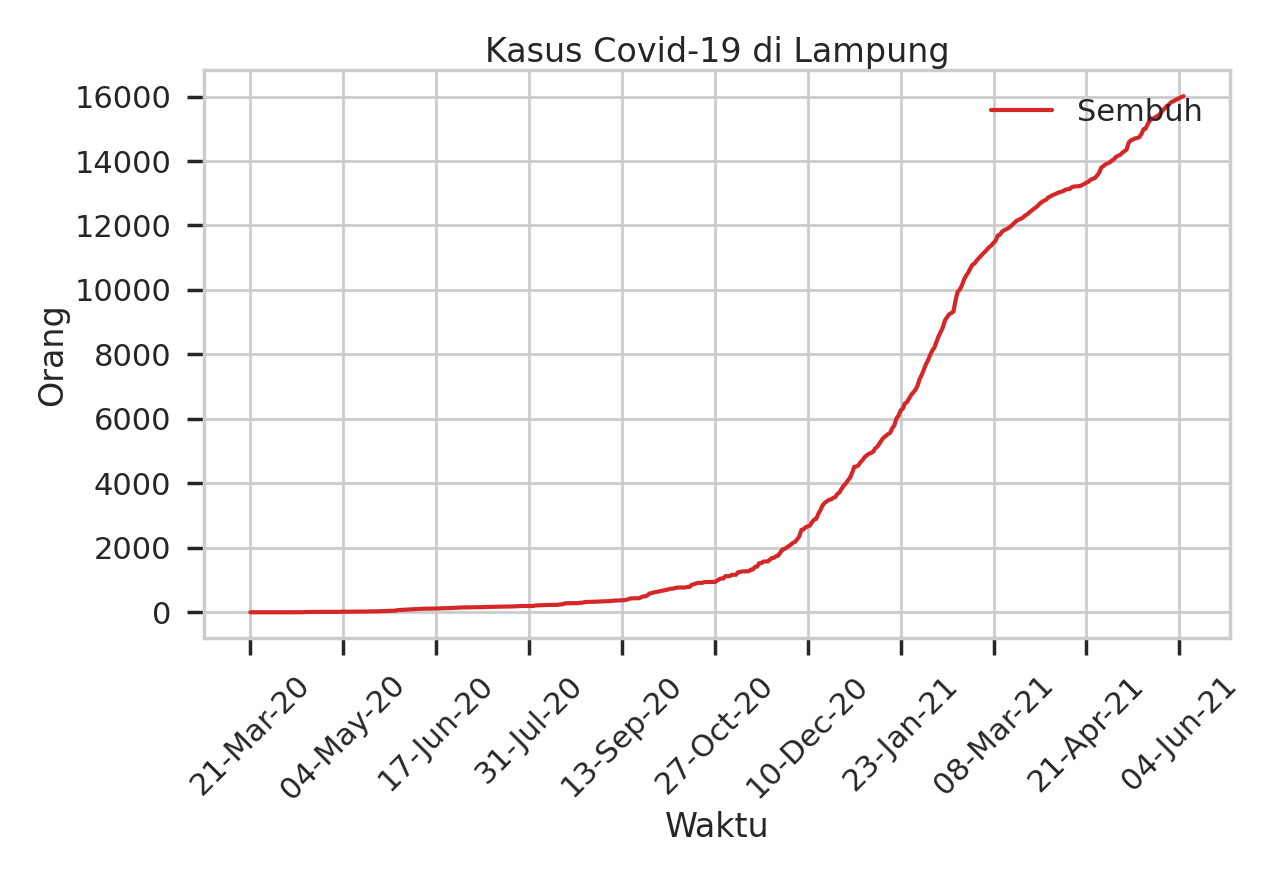 Kasus Covid-19 di Lampung
Sembuh
16000
14000
12000
10000
8000
6000
4000
2000
0
Orang
21-Mar-20
04-May-20
17-Jun-20
31-Jul-20
13-Sep-20
27-Oct-20
10-Dec-20
23-Jan-21
08-Mar-21
21-Apr-21
04-Jun-21
Waktu